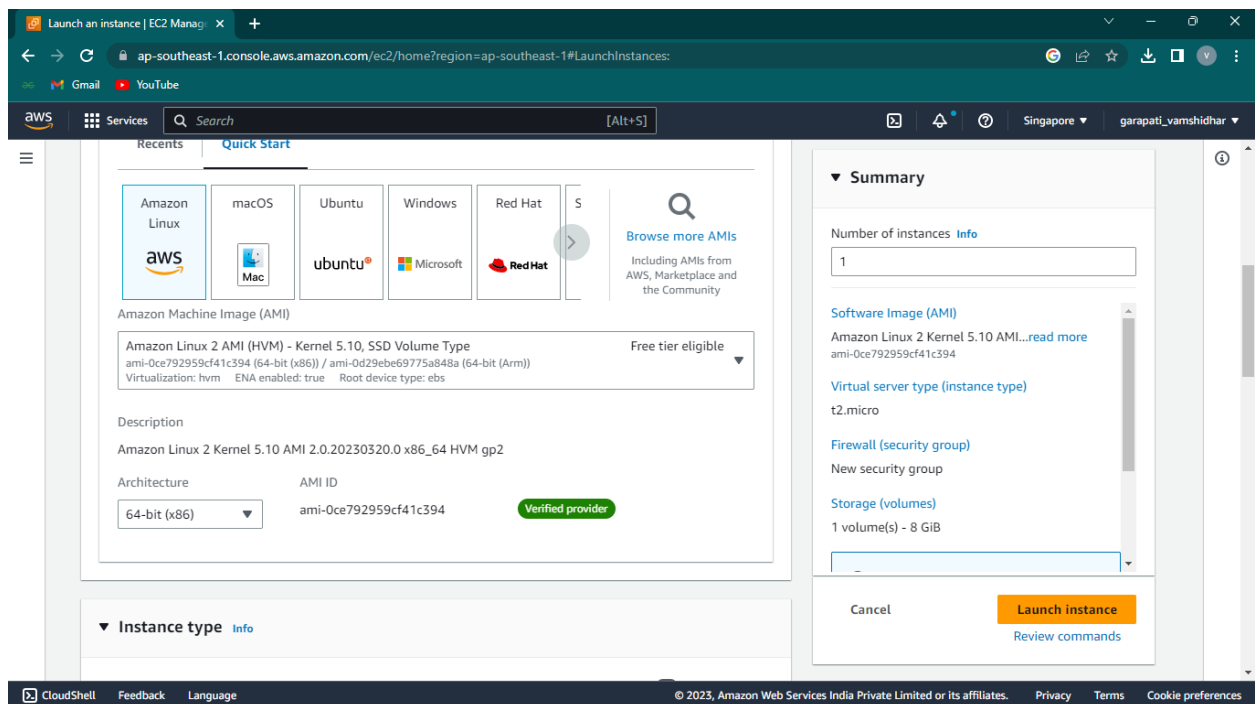 Launch an instance | EC2 Manag
ap-southeast-1.console.aws.amazon.com/ec2/home?region=ap-southeast-1#LaunchInstances:
Gmail YouTube
aws Services Search [Alt+S] Singapore garapati_vamshidhar
Recents Quick Start
Amazon Linux
aws
macOS
Mac
Ubuntu
ubuntu
Windows
Microsoft
Red Hat
Red Hat
S
Browse more AMIs
Including AMIs from
AWS, Marketplace and
the Community
Amazon Machine Image (AMI)
Amazon Linux 2 AMI (HVM) - Kernel 5.10, SSD Volume Type Free tier eligible
ami-0ce792959cf41c394 (64-bit (x86)) / ami-0d29ebe69775a848a (64-bit (Arm))
Virtualization: hvm ENA enabled: true Root device type: ebs
Description
Amazon Linux 2 Kernel 5.10 AMI 2.0.20230320.0 x86_64 HVM gp2
Architecture AMI ID
64-bit (x86) ami-0ce792959cf41c394 Verified provider
Instance type Info
Summary
Number of instances Info
1
Software Image (AMI)
Amazon Linux 2 Kernel 5.10 AMI...read more
ami-0ce792959cf41c394
Virtual server type (instance type)
t2.micro
Firewall (security group)
New security group
Storage (volumes)
1 volume(s) - 8 GiB
Cancel Launch instance
Review commands
CloudShell Feedback Language © 2023, Amazon Web Services India Private Limited or its affiliates. Privacy Terms Cookie preferences